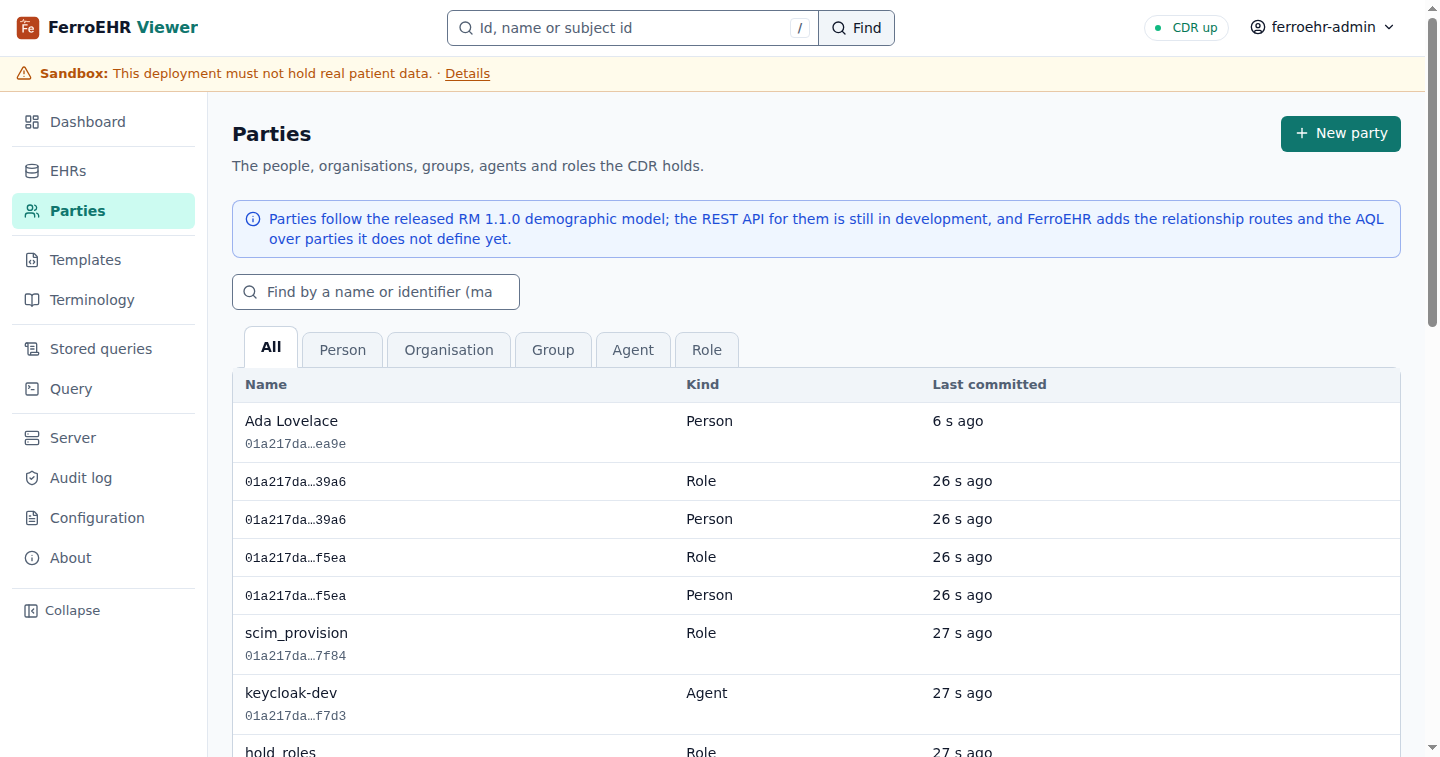 FerroEHR Viewer
Id, name or subject id
/
Find
CDR up
ferroehr-admin
Sandbox: This deployment must not hold real patient data. · Details
Dashboard
EHRs
Parties
Templates
Terminology
Stored queries
Query
Server
Audit log
Configuration
About
Collapse
Parties
New party
The people, organisations, groups, agents and roles the CDR holds.
Parties follow the released RM 1.1.0 demographic model; the REST API for them is still in development, and FerroEHR adds the relationship routes and the AQL
over parties it does not define yet.
Find by a name or identifier (ma
All Person Organisation Group Agent Role
Name Kind Last committed
Ada Lovelace Person 6 s ago
01a217da…ea9e
01a217da…39a6 Role 26 s ago
01a217da…39a6 Person 26 s ago
01a217da…f5ea Role 26 s ago
01a217da…f5ea Person 26 s ago
scim_provision Role 27 s ago
01a217da…7f84
keycloak-dev Agent 27 s ago
01a217da…f7d3
hold_roles Role 27 s ago